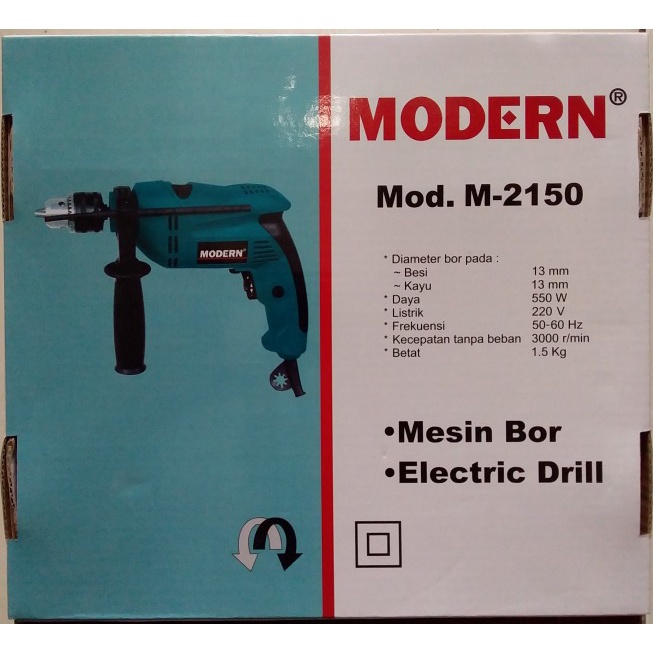 MODERN®
Mod. M-2150
MODERN®
* Diameter bor pada :
~ Besi 13 mm
~ Kayu 13 mm
* Daya 550 W
* Listrik 220 V
* Frekuensi 50-60 Hz
* Kecepatan tanpa beban 3000 r/min
* Betat 1.5 Kg
•Mesin Bor
•Electric Drill